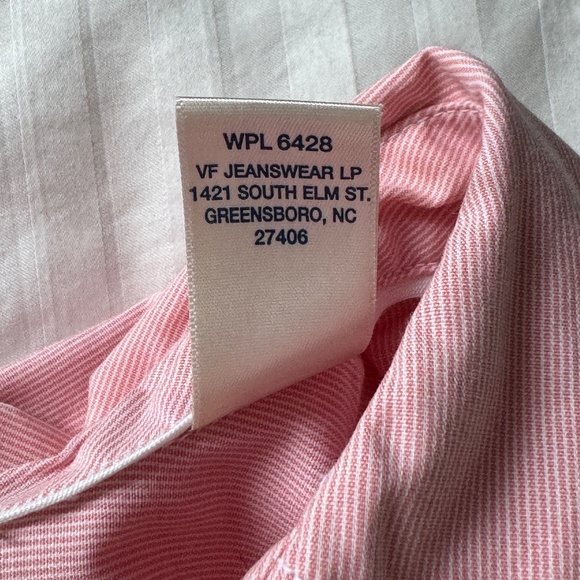 WPL 6428
VF JEANSWEAR LP
1421 SOUTH ELM ST.
GREENSBORO, NC
27406